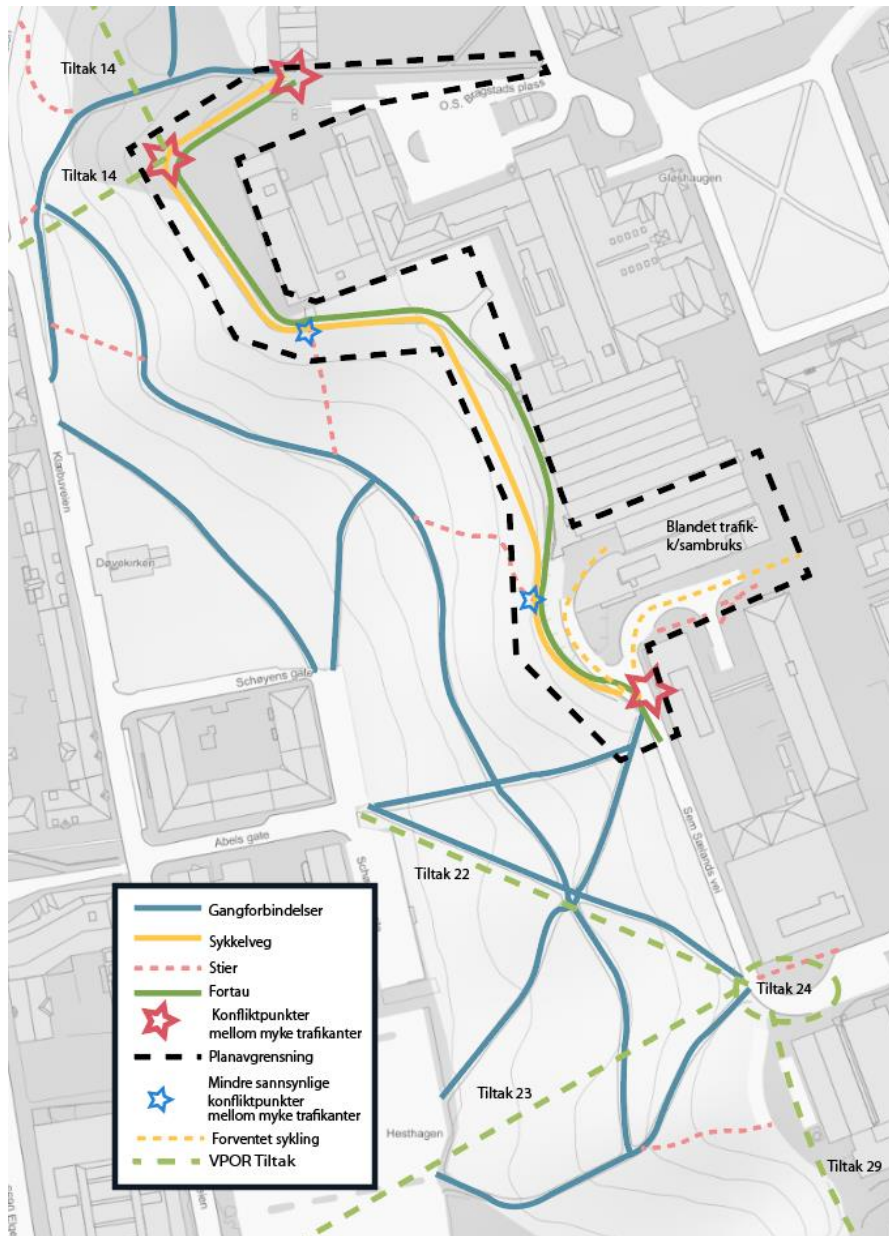 Tiltak 14
O.S. Bragstads plass
Tiltak 14
Gløshaugen
Klæbuveien
Døvekirken
Blandet trafik-
k/sambruks
Schøyens gate
Abels gate
Sem Sælands vei
Tiltak 22
Gangforbindelser
Sykkelveg
Stier
Fortau
Konfliktpunkter
mellom myke trafikanter
Planavgrensning
Mindre sannsynlige
konfliktpunkter
mellom myke trafikanter
Forventet sykling
VPOR Tiltak
Tiltak 24
Tiltak 23
Hesthagen
Tiltak 29